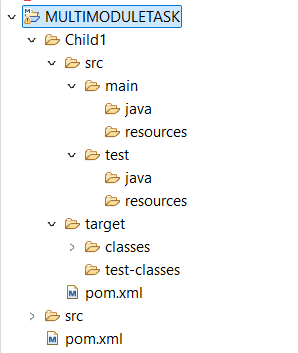 MULTIMODULETASK
Child1
src
main
java
resources
test
java
resources
target
classes
test-classes
pom.xml
src
pom.xml